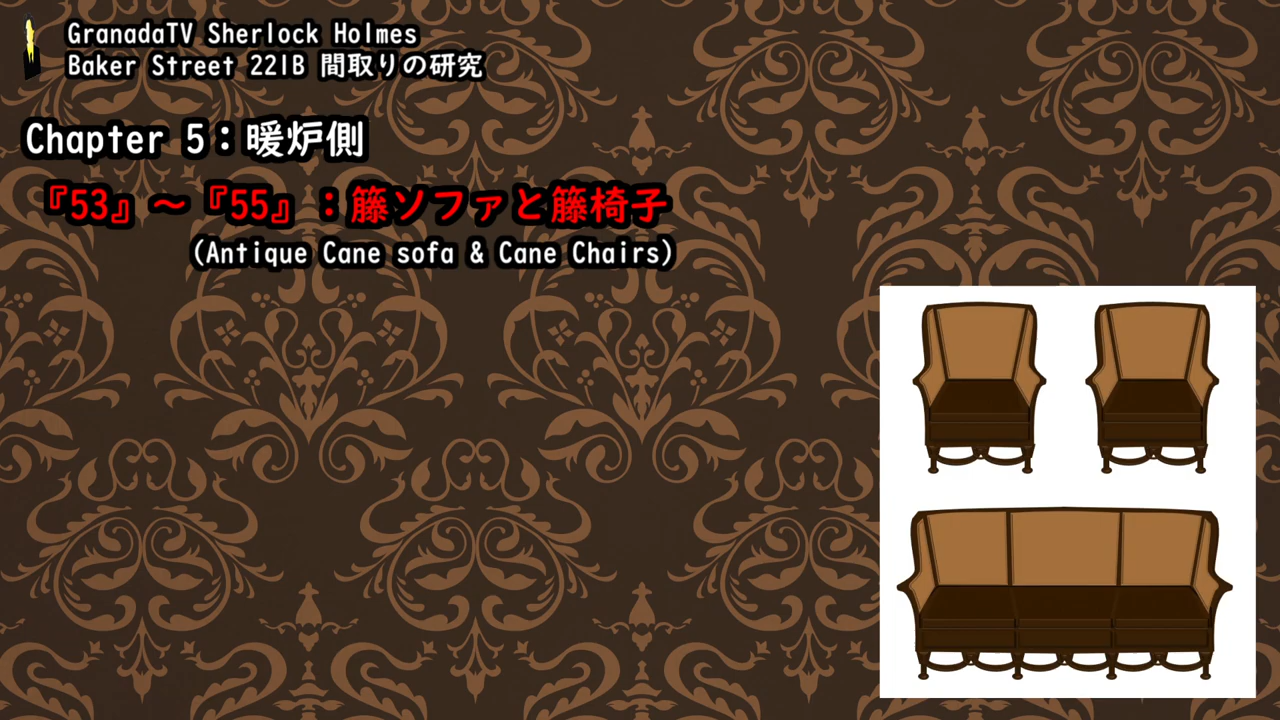 GranadaTV Sherlock Holmes
Baker Street 221B 間取りの研究
Chapter 5：暖炉側
『53』～『55』：籐ソファと籐椅子
(Antique Cane sofa & Cane Chairs)